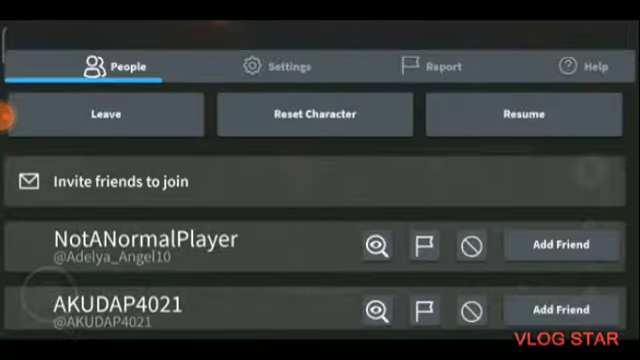 People Settings Report Help
Leave Reset Character Resume
Invite friends to join
NotANormalPlayer
@Adelya_Angel10
Add Friend
AKUDAP4021
@AKUDAP4021
Add Friend
VLOG STAR